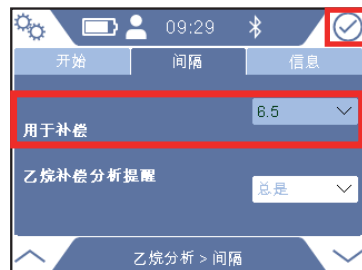 09:29
开始 间隔 信息
6.5
用于补偿
乙烷补偿分析提醒
总是
乙烷分析 > 间隔